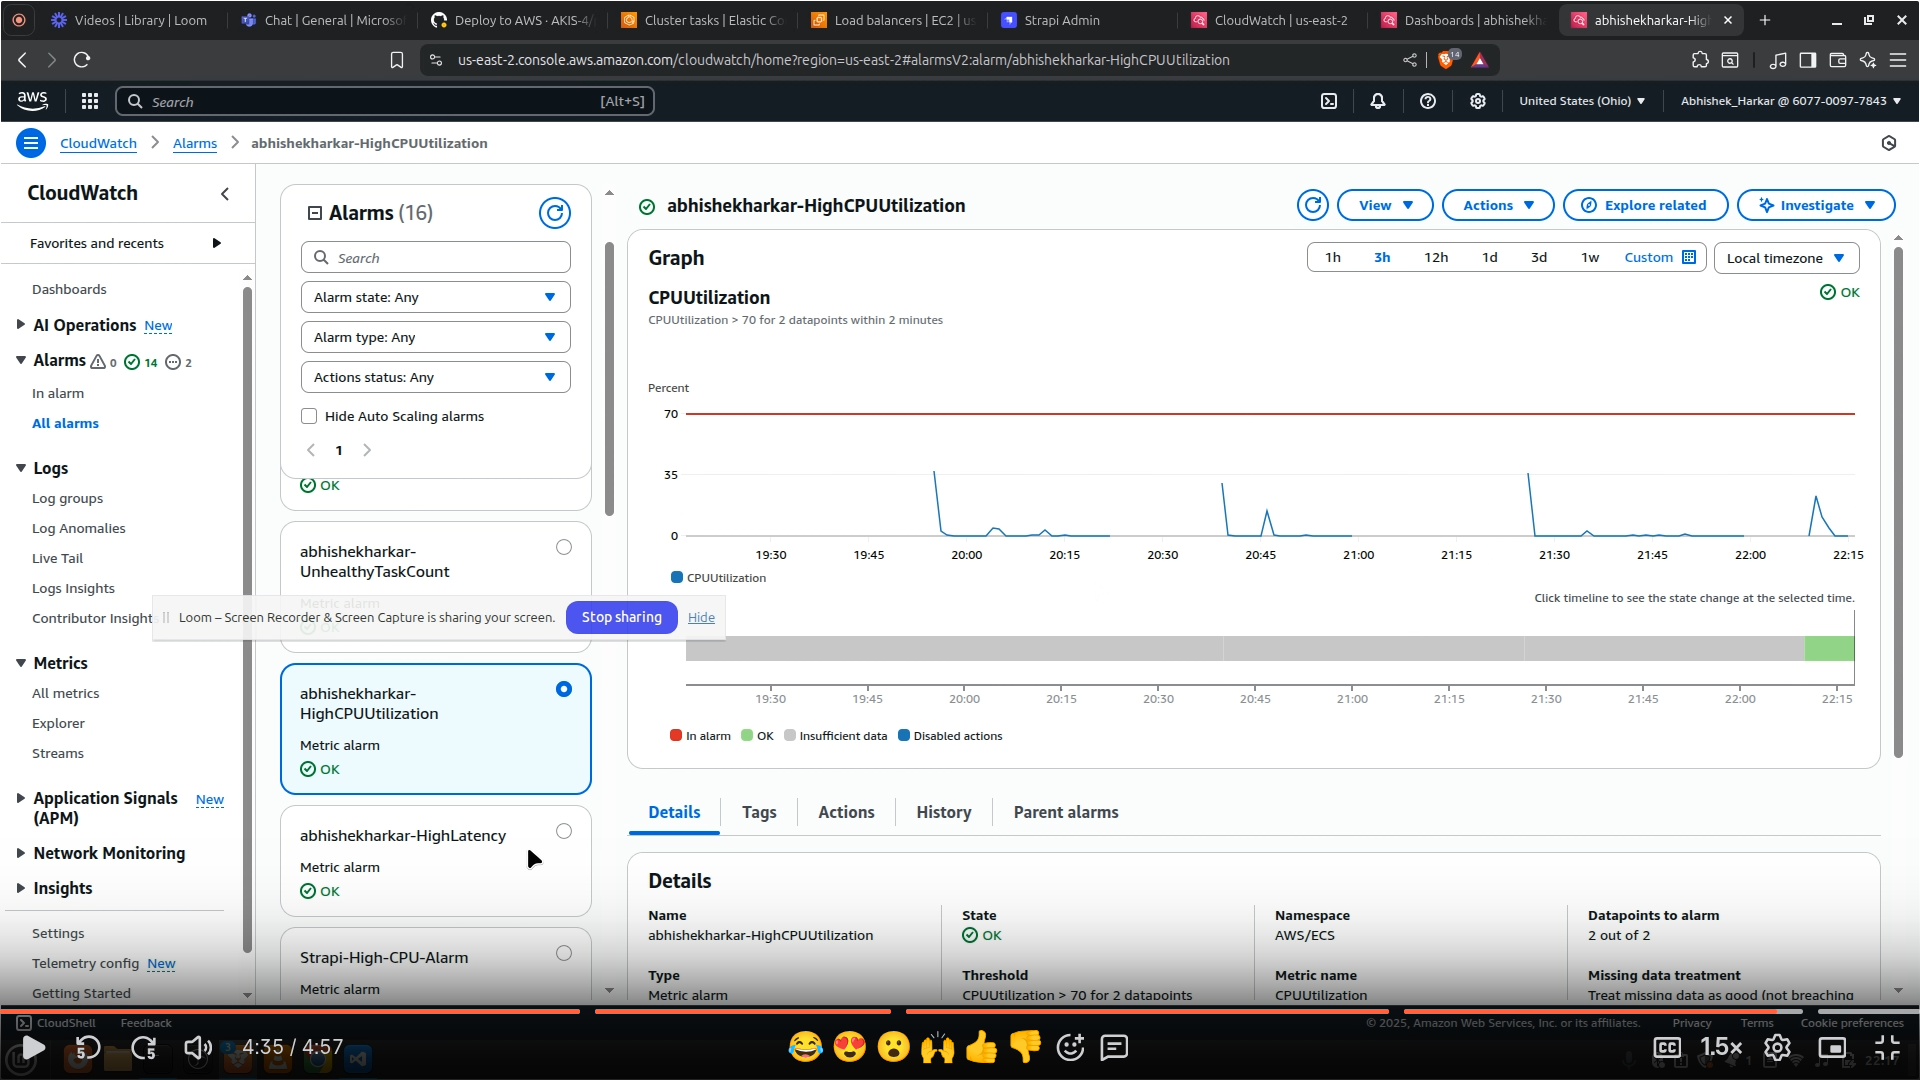 Videos | Library | Loom
Chat | General | Microso
Deploy to AWS · AKIS-4/
Cluster tasks | Elastic Co
Load balancers | EC2 | us
Strapi Admin
CloudWatch | us-east-2
Dashboards | abhishekha
abhishekharkar-Hig
us-east-2.console.aws.amazon.com/cloudwatch/home?region=us-east-2#alarmsV2:alarm/abhishekharkar-HighCPUUtilization
14
aws
Search
[Alt+S]
United States (Ohio)
Abhishek_Harkar @ 6077-0097-7843
CloudWatch
Alarms
abhishekharkar-HighCPUUtilization
CloudWatch
Favorites and recents
Dashboards
AI Operations New
Alarms 0 14 2
In alarm
All alarms
Logs
Log groups
Log Anomalies
Live Tail
Logs Insights
Contributor Insight
Metrics
All metrics
Explorer
Streams
Application Signals New
(APM)
Network Monitoring
Insights
Settings
Telemetry config New
Getting Started
Alarms (16)
Search
Alarm state: Any
Alarm type: Any
Actions status: Any
Hide Auto Scaling alarms
1
OK
abhishekharkar-
UnhealthyTaskCount
Metric alarm
Loom – Screen Recorder & Screen Capture is sharing your screen.
Stop sharing
Hide
abhishekharkar-
HighCPUUtilization
Metric alarm
OK
abhishekharkar-HighLatency
Metric alarm
OK
Strapi-High-CPU-Alarm
Metric alarm
abhishekharkar-HighCPUUtilization
View
Actions
Explore related
Investigate
Graph
1h
3h
12h
1d
3d
1w
Custom
Local timezone
CPUUtilization
OK
CPUUtilization > 70 for 2 datapoints within 2 minutes
Percent
70
35
0
19:30 19:45 20:00 20:15 20:30 20:45 21:00 21:15 21:30 21:45 22:00 22:15
CPUUtilization
Click timeline to see the state change at the selected time.
19:30 19:45 20:00 20:15 20:30 20:45 21:00 21:15 21:30 21:45 22:00 22:15
In alarm OK Insufficient data Disabled actions
Details
Tags
Actions
History
Parent alarms
Details
Name
abhishekharkar-HighCPUUtilization
State
OK
Namespace
AWS/ECS
Datapoints to alarm
2 out of 2
Type
Metric alarm
Threshold
CPUUtilization > 70 for 2 datapoints
Metric name
CPUUtilization
Missing data treatment
Treat missing data as good (not breaching
CloudShell
Feedback
© 2025, Amazon Web Services, Inc. or its affiliates.
Privacy
Terms
Cookie preferences
5
5
4:35 / 4:57
CC
1.5×